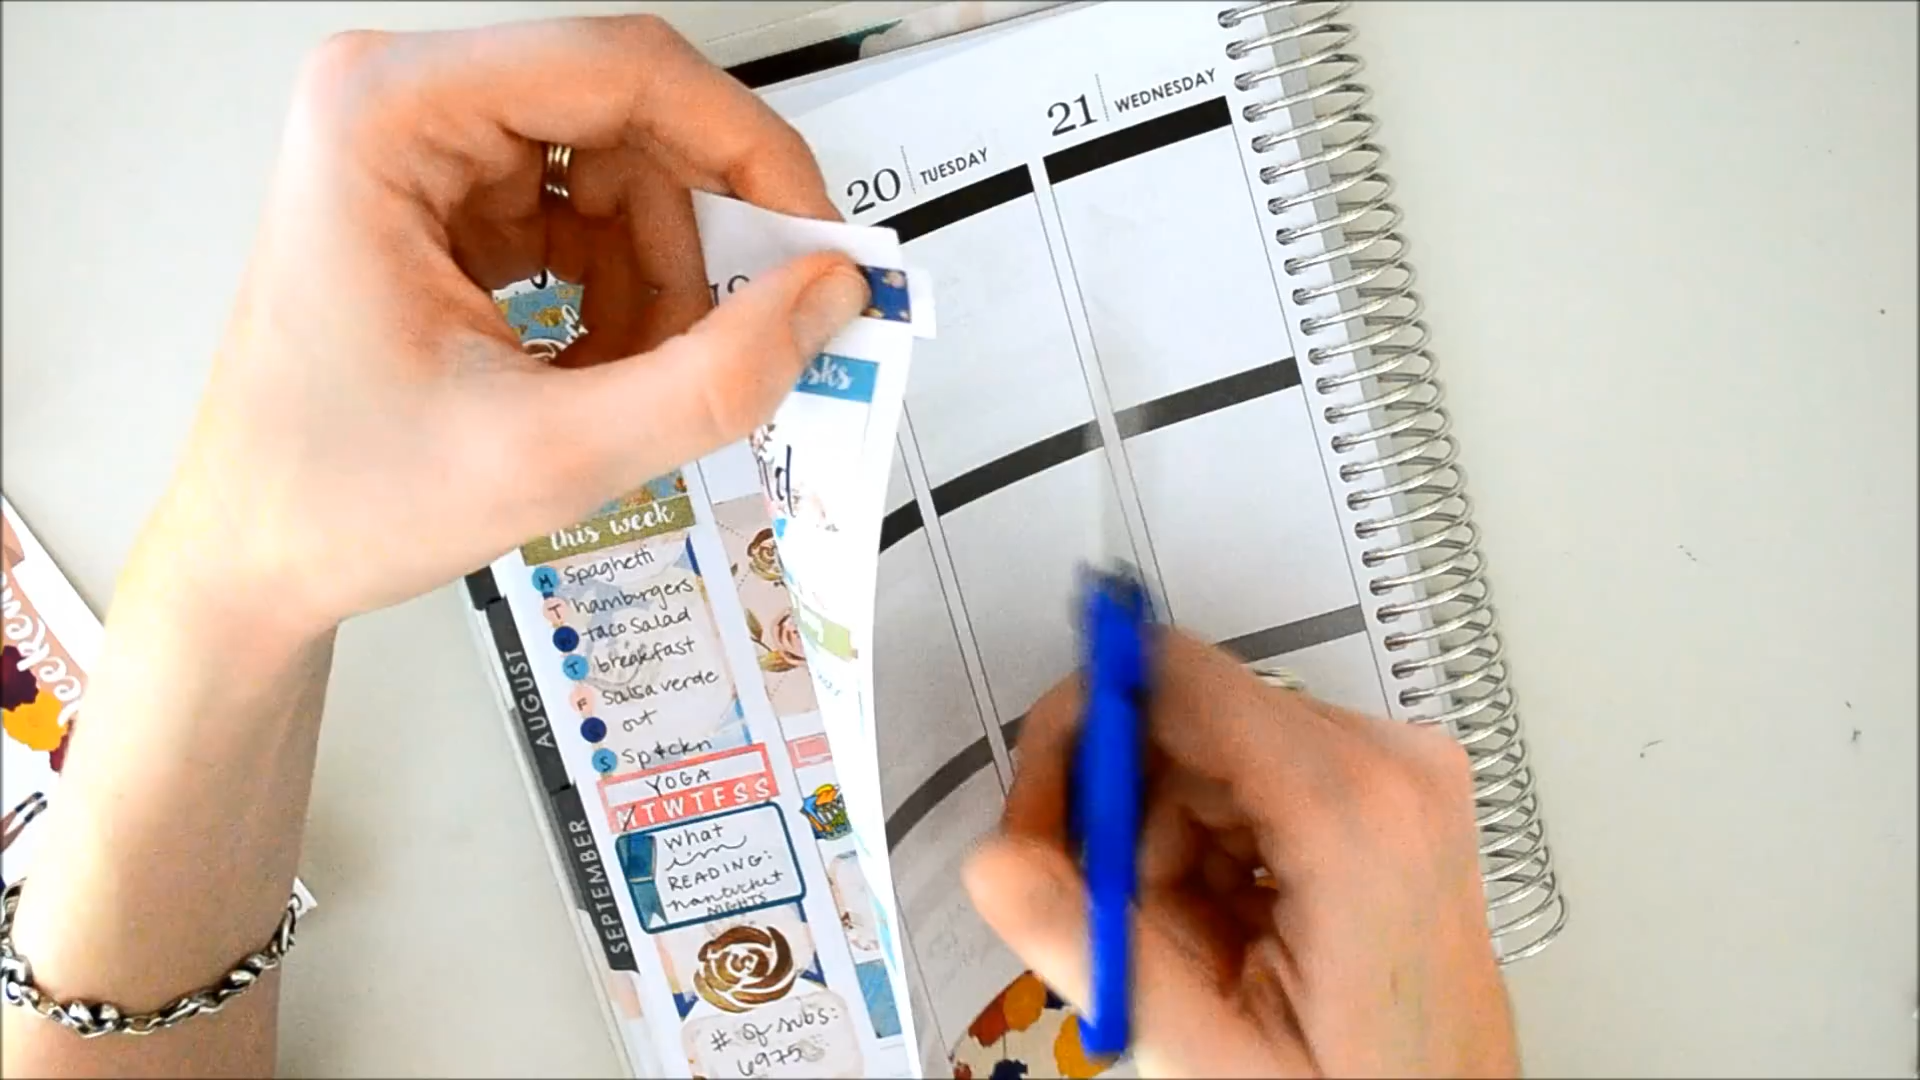 21 WEDNESDAY
20 TUESDAY
this week
M spaghetti
T hamburgers
taco salad
T breakfast
F salsa verde
out
S sp+ckn
YOGA
MTWTFSS
what
i'm
READING:
nantucket
NIGHTS
# of subs:
6975
AUGUST
SEPTEMBER